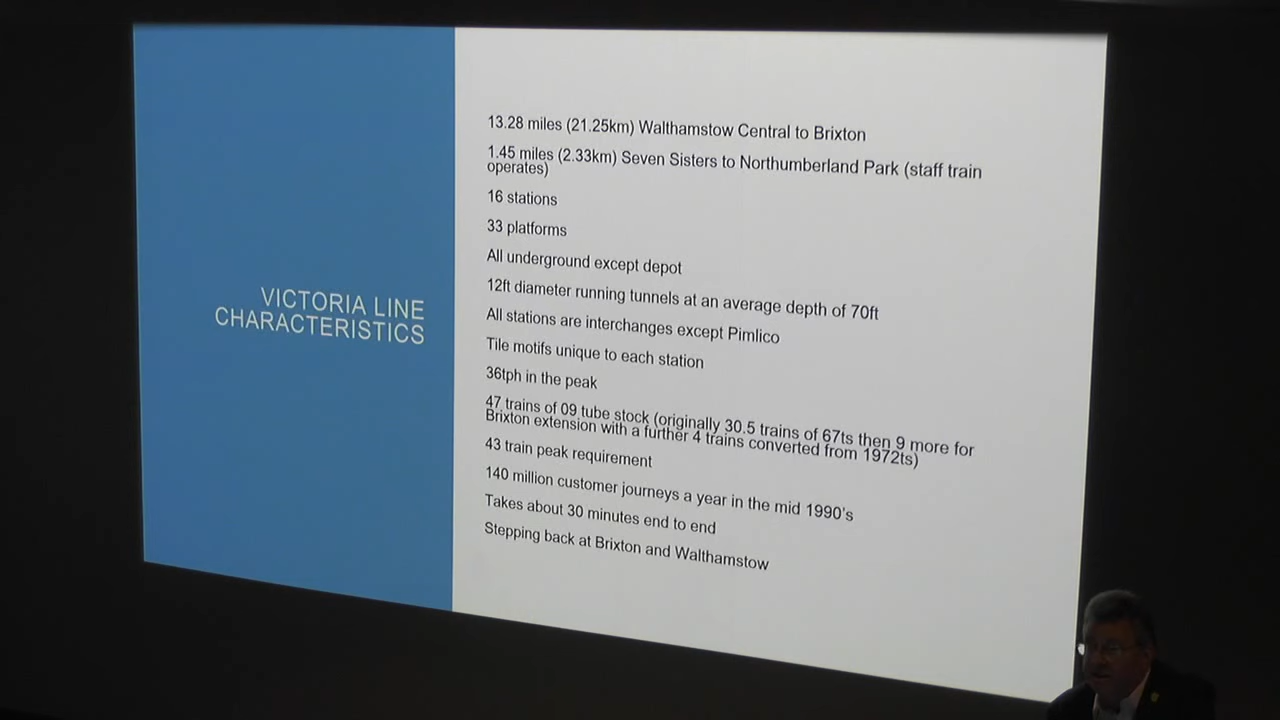 VICTORIA LINE
CHARACTERISTICS
13.28 miles (21.25km) Walthamstow Central to Brixton
1.45 miles (2.33km) Seven Sisters to Northumberland Park (staff train
operates)
16 stations
33 platforms
All underground except depot
12ft diameter running tunnels at an average depth of 70ft
All stations are interchanges except Pimlico
Tile motifs unique to each station
36tph in the peak
47 trains of 09 tube stock (originally 30.5 trains of 67ts then 9 more for
Brixton extension with a further 4 trains converted from 1972ts)
43 train peak requirement
140 million customer journeys a year in the mid 1990's
Takes about 30 minutes end to end
Stepping back at Brixton and Walthamstow